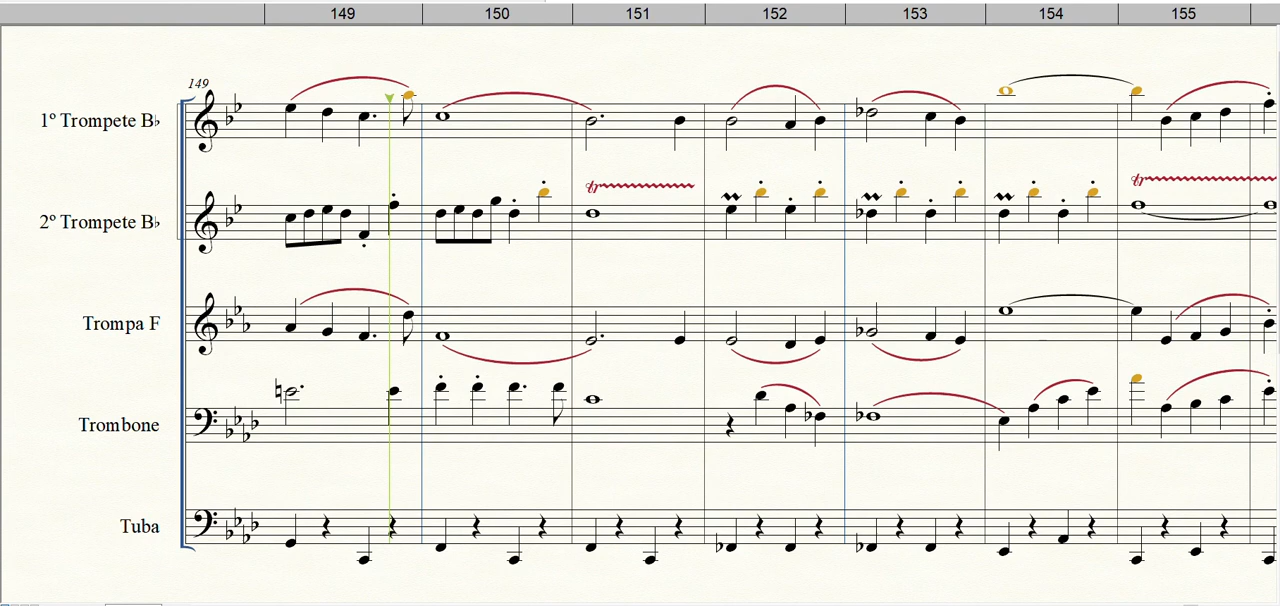 149 150 151 152 153 154 155
149
1º Trompete B♭
tr tr
2º Trompete B♭
Trompa F
Trombone
Tuba